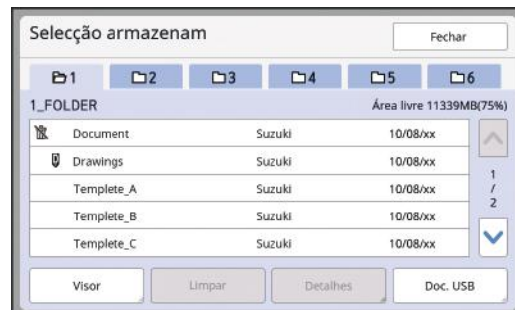 Selecção armazenam
Fechar
1 2 3 4 5 6
1_FOLDER Área livre 11339MB(75%)
Document Suzuki 10/08/xx
Drawings Suzuki 10/08/xx
Templete_A Suzuki 10/08/xx
Templete_B Suzuki 10/08/xx
Templete_C Suzuki 10/08/xx
1
/
2
Visor Limpar Detalhes Doc. USB